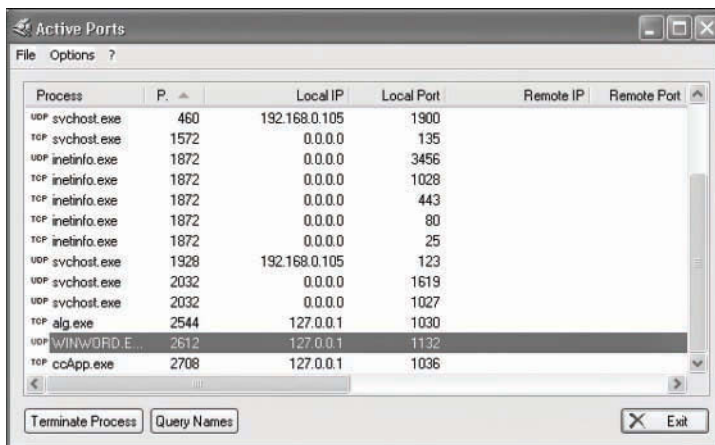 Active Ports
File Options ?
Process P. Local IP Local Port Remote IP Remote Port
UDP svchost.exe 460 192.168.0.105 1900
TCP svchost.exe 1572 0.0.0.0 135
UDP inetinfo.exe 1872 0.0.0.0 3456
TCP inetinfo.exe 1872 0.0.0.0 1028
TCP inetinfo.exe 1872 0.0.0.0 443
TCP inetinfo.exe 1872 0.0.0.0 80
TCP inetinfo.exe 1872 0.0.0.0 25
UDP svchost.exe 1928 192.168.0.105 123
UDP svchost.exe 2032 0.0.0.0 1619
UDP svchost.exe 2032 0.0.0.0 1027
TCP alg.exe 2544 127.0.0.1 1030
UDP WINWORD.E... 2612 127.0.0.1 1132
TCP ccApp.exe 2708 127.0.0.1 1036
Terminate Process Query Names Exit